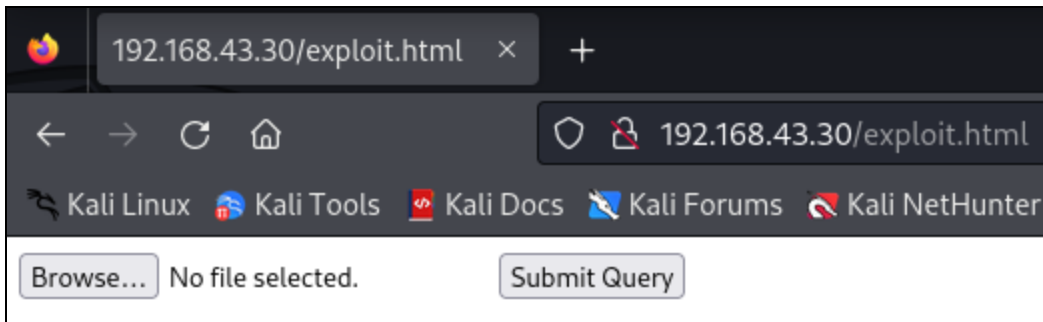 192.168.43.30/exploit.html × +
192.168.43.30/exploit.html
Kali Linux Kali Tools Kali Docs Kali Forums Kali NetHunter
Browse... No file selected. Submit Query